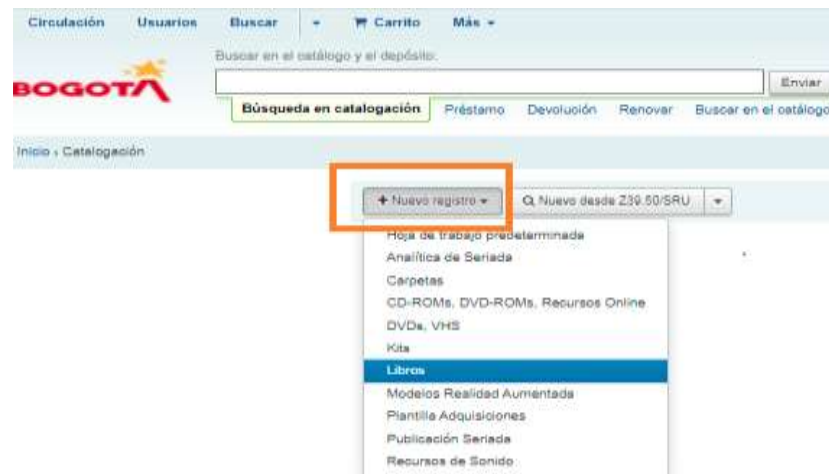 Circulación Usuarios Buscar Carrito Más
Buscar en el catálogo y el depósito:
BOGOTÁ
Enviar
Búsqueda en catalogación Préstamo Devolución Renovar Buscar en el catálogo
Inicio › Catalogación
+ Nuevo registro Nuevo desde Z39.50/SRU
Hoja de trabajo predeterminada
Analítica de Seriada
Carpetas
CD-ROMs, DVD-ROMs, Recursos Online
DVDs, VHS
Kits
Libros
Modelos Realidad Aumentada
Plantilla Adquisiciones
Publicación Seriada
Recursos de Sonido